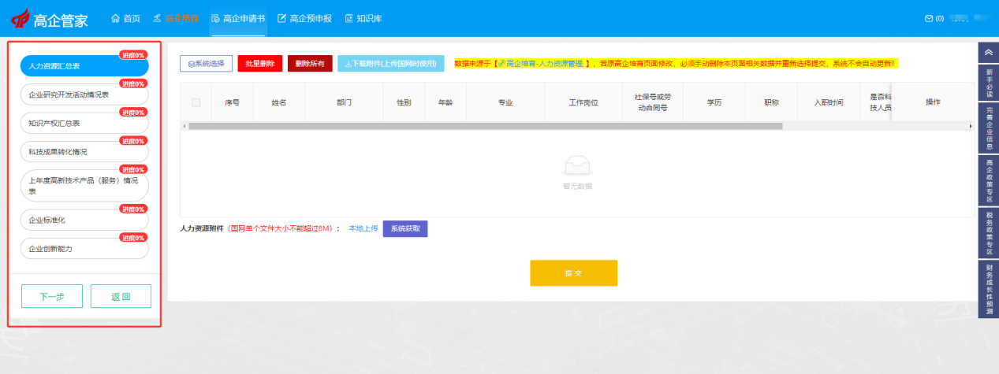 高企管家
首页
高企培育
高企申请书
高企预申报
知识库
(0)
进度0%
人力资源汇总表
进度0%
企业研究开发活动情况表
进度0%
知识产权汇总表
进度0%
科技成果转化情况
进度0%
上年度高新技术产品（服务）情况
表
进度0%
企业标准化
进度0%
企业创新能力
下一步
返回
系统选择
批量删除
删除所有
下载附件(上传国网时使用)
数据来源于【高企培育-人力资源管理 】，若原高企培育页面修改，必须手动删除本页面相关数据并重新选择提交，系统不会自动更新！
序号
姓名
部门
性别
年龄
专业
工作岗位
社保号或劳
动合同号
学历
职称
入职时间
是否科
技人员
操作
暂无数据
人力资源附件（国网单个文件大小不能超过8M）：
本地上传
系统获取
提 交
新手必读
完善企业信息
高企政策专区
税务政策专区
财务成长性预测